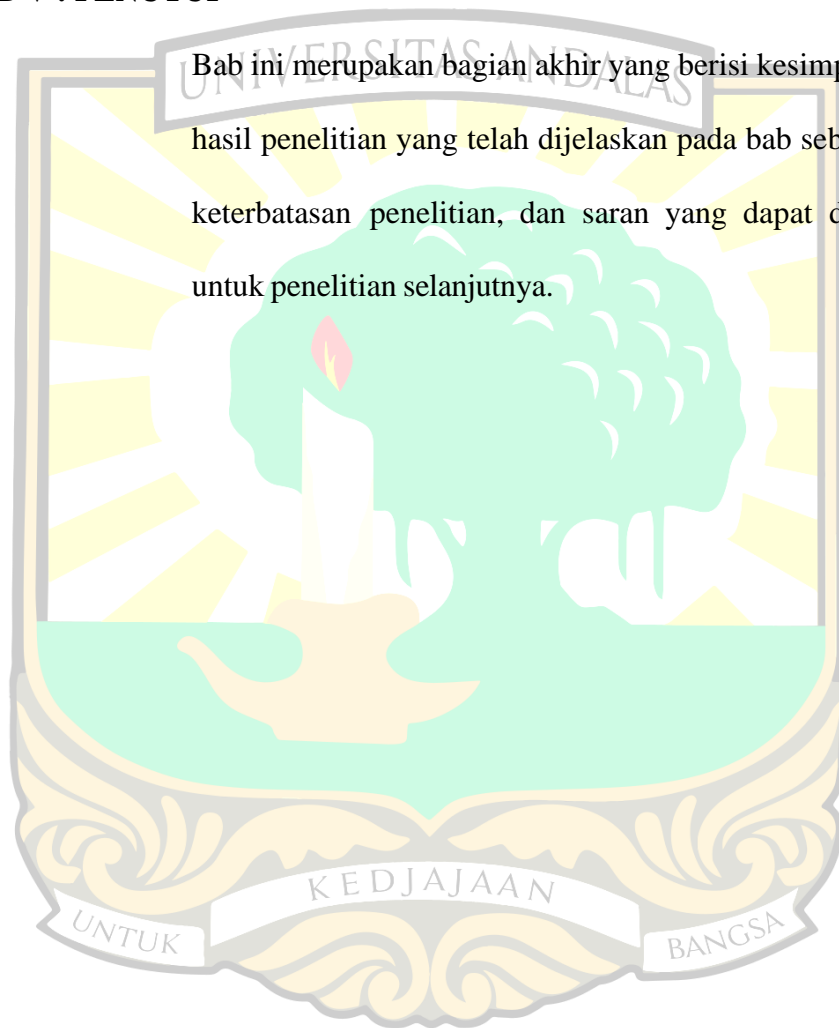 UNIVERSITAS ANDALAS
Bab ini merupakan bagian akhir yang berisi
hasil penelitian yang telah dijelaskan pada bab
keterbatasan penelitian, dan saran yang dapat
untuk penelitian selanjutnya.
KEDJAJAAN
UNTUK
BANGSA